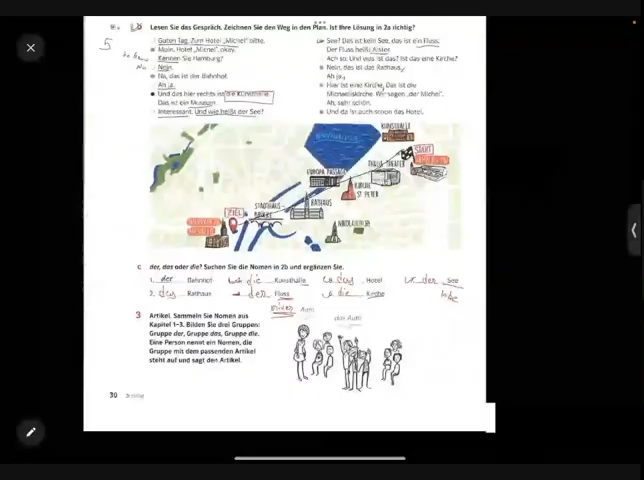 Lesen Sie das Gespräch. Zeichnen Sie den Weg in den Plan. Ist Ihre Lösung in 2a richtig?
5
Guten Tag. Zum Hotel „Michel" bitte.
Moin. Hotel „Michel", okay.
Kennen Sie Hamburg?
Nein.
Na, das ist der Bahnhof.
Ah ja.
Und das hier rechts ist die Kunsthalle.
Das ist ein Museum.
Interessant. Und wie heißt der See?
See? Das ist kein See, das ist ein Fluss.
Der Fluss heißt Alster.
Ach so. Und was ist das? Ist das eine Kirche?
Nein, das ist das Rathaus.
Ah ja.
Hier ist eine Kirche. Das ist die
Michaeliskirche. Wir sagen „der Michel".
Ah, sehr schön.
Und da ist auch schon das Hotel.
KUNSTHALLE
START
THALIA THEATER
EUROPA PASSAGE
KIRCHE
ST PETER
RATHAUS
STADTHAUS-
BRÜCKE
ZIEL
NIKOLAIKIRCHE
c der, das oder die? Suchen Sie die Nomen in 2b und ergänzen Sie.
1. der Bahnhof
die Kunsthalle
das Hotel
der See
2. das Rathaus
den Fluss
die Kirche
3 Artikel. Sammeln Sie Nomen aus
Kapitel 1–3. Bilden Sie drei Gruppen:
Gruppe der, Gruppe das, Gruppe die.
Eine Person nennt ein Nomen, die
Gruppe mit dem passenden Artikel
steht auf und sagt den Artikel.
Auto
das Auto
30